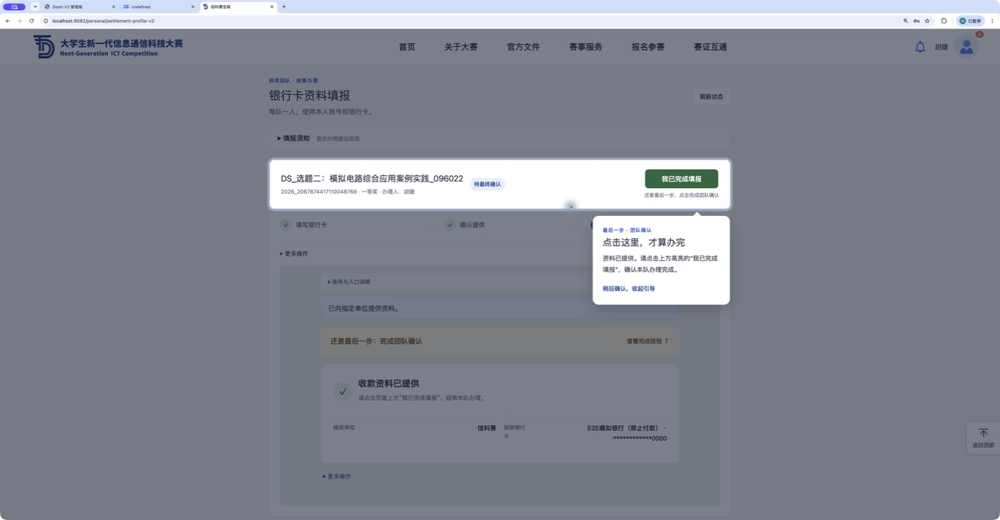 Deshi V2 管理端
DS undefined
信科赛官网
localhost:8082/personal/settlement-profile-v2
已暂停
大学生新一代信息通信科技大赛
Next-Generation ICT Competition
首页
关于大赛
官方文件
赛事服务
报名参赛
赛证互通
胡婕
4
获奖团队 · 结算办理
银行卡资料填报
每队一人，使用本人账号和银行卡。
刷新状态
填报须知 首次办理建议阅读
DS_选题二：模拟电路综合应用案例实践_096022
待最终确认
2026_2067874417110048768 · 一等奖 · 办理人：胡婕
我已完成填报
还差最后一步，点击完成团队确认
填写银行卡
确认提供
最后一步 · 团队确认
点击这里，才算办完
资料已提供。请点击上方高亮的“我已完成
填报”，确认本队办理完成。
稍后确认，收起引导
更多操作
账号与入口说明
已向指定单位提供资料。
还差最后一步：完成团队确认
查看完成按钮 ↑
收款资料已提供
请点击页面上方“我已完成填报”，结束本队办理。
接收单位
信科赛
收款银行
卡
E2E模拟银行（禁止付款） ·
************0000
更多操作
返回顶部